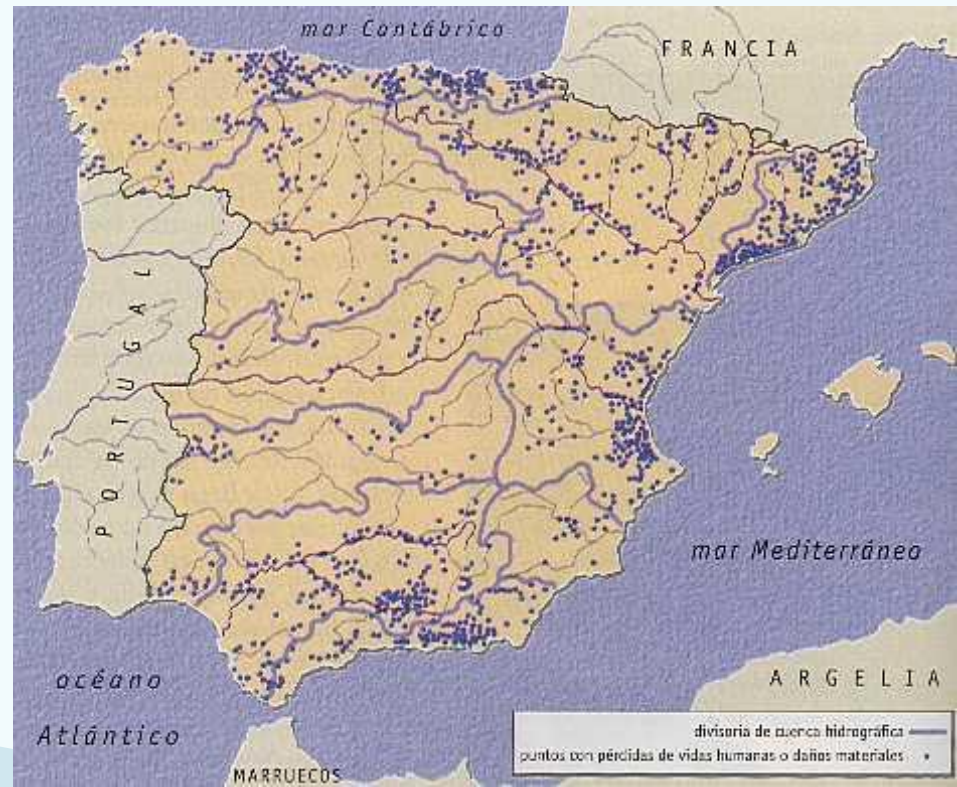 mar Cantábrico
FRANCIA
PORTUGAL
mar Mediterráneo
océano
Atlántico
ARGELIA
MARRUECOS
divisoria de cuenca hidrográfica
puntos con pérdidas de vidas humanas o daños materiales